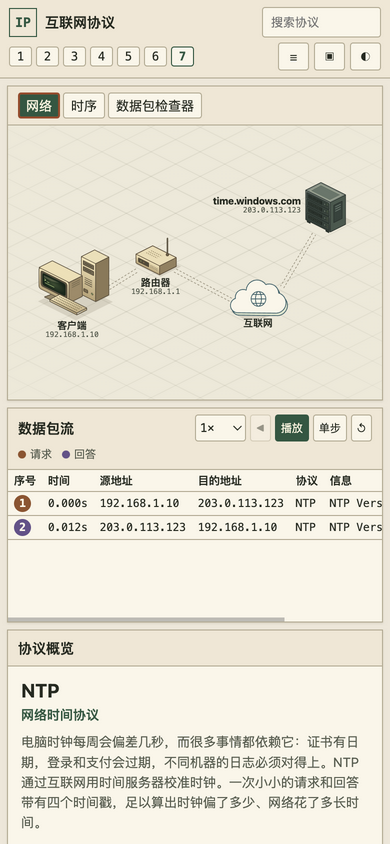 IP 互联网协议 搜索协议
1 2 3 4 5 6 7
网络 时序 数据包检查器
time.windows.com
203.0.113.123
路由器
192.168.1.1
客户端
192.168.1.10
互联网
数据包流 1× 播放 单步
请求 回答
序号 时间 源地址 目的地址 协议 信息
1 0.000s 192.168.1.10 203.0.113.123 NTP NTP Vers
2 0.012s 203.0.113.123 192.168.1.10 NTP NTP Vers
协议概览
NTP
网络时间协议
电脑时钟每周会偏差几秒，而很多事情都依赖它：证书有日
期，登录和支付会过期，不同机器的日志必须对得上。NTP
通过互联网用时间服务器校准时钟。一次小小的请求和回答
带有四个时间戳，足以算出时钟偏了多少、网络花了多长时
间。